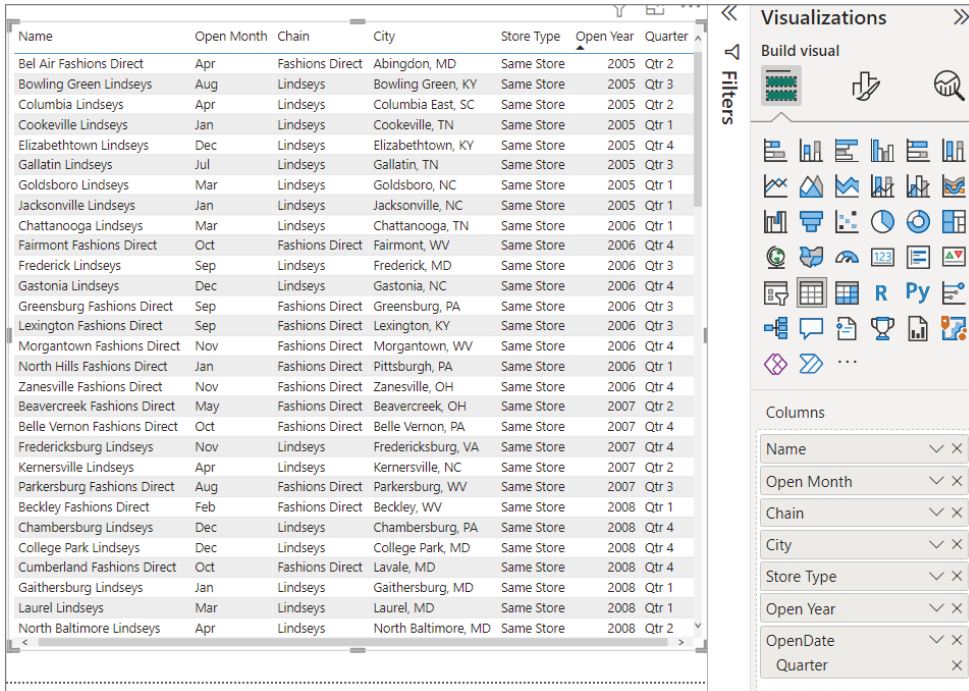 Name Open Month Chain City Store Type Open Year Quarter
Bel Air Fashions Direct Apr Fashions Direct Abingdon, MD Same Store 2005 Qtr 2
Bowling Green Lindseys Aug Lindseys Bowling Green, KY Same Store 2005 Qtr 3
Columbia Lindseys Apr Lindseys Columbia East, SC Same Store 2005 Qtr 2
Cookeville Lindseys Jan Lindseys Cookeville, TN Same Store 2005 Qtr 1
Elizabethtown Lindseys Dec Lindseys Elizabethtown, KY Same Store 2005 Qtr 4
Gallatin Lindseys Jul Lindseys Gallatin, TN Same Store 2005 Qtr 3
Goldsboro Lindseys Mar Lindseys Goldsboro, NC Same Store 2005 Qtr 1
Jacksonville Lindseys Jan Lindseys Jacksonville, NC Same Store 2005 Qtr 1
Chattanooga Lindseys Mar Lindseys Chattanooga, TN Same Store 2006 Qtr 1
Fairmont Fashions Direct Oct Fashions Direct Fairmont, WV Same Store 2006 Qtr 4
Frederick Lindseys Sep Lindseys Frederick, MD Same Store 2006 Qtr 3
Gastonia Lindseys Dec Lindseys Gastonia, NC Same Store 2006 Qtr 4
Greensburg Fashions Direct Sep Fashions Direct Greensburg, PA Same Store 2006 Qtr 3
Lexington Fashions Direct Sep Fashions Direct Lexington, KY Same Store 2006 Qtr 3
Morgantown Fashions Direct Nov Fashions Direct Morgantown, WV Same Store 2006 Qtr 4
North Hills Fashions Direct Jan Fashions Direct Pittsburgh, PA Same Store 2006 Qtr 1
Zanesville Fashions Direct Nov Fashions Direct Zanesville, OH Same Store 2006 Qtr 4
Beavercreek Fashions Direct May Fashions Direct Beavercreek, OH Same Store 2007 Qtr 2
Belle Vernon Fashions Direct Oct Fashions Direct Belle Vernon, PA Same Store 2007 Qtr 4
Fredericksburg Lindseys Nov Lindseys Fredericksburg, VA Same Store 2007 Qtr 4
Kernersville Lindseys Apr Lindseys Kernersville, NC Same Store 2007 Qtr 2
Parkersburg Fashions Direct Aug Fashions Direct Parkersburg, WV Same Store 2007 Qtr 3
Beckley Fashions Direct Feb Fashions Direct Beckley, WV Same Store 2008 Qtr 1
Chambersburg Lindseys Dec Lindseys Chambersburg, PA Same Store 2008 Qtr 4
College Park Lindseys Dec Lindseys College Park, MD Same Store 2008 Qtr 4
Cumberland Fashions Direct Oct Fashions Direct Lavale, MD Same Store 2008 Qtr 4
Gaithersburg Lindseys Jan Lindseys Gaithersburg, MD Same Store 2008 Qtr 1
Laurel Lindseys Mar Lindseys Laurel, MD Same Store 2008 Qtr 1
North Baltimore Lindseys Apr Lindseys North Baltimore, MD Same Store 2008 Qtr 2
Filters
Visualizations
Build visual
123
R Py
Columns
Name
Open Month
Chain
City
Store Type
Open Year
OpenDate
Quarter